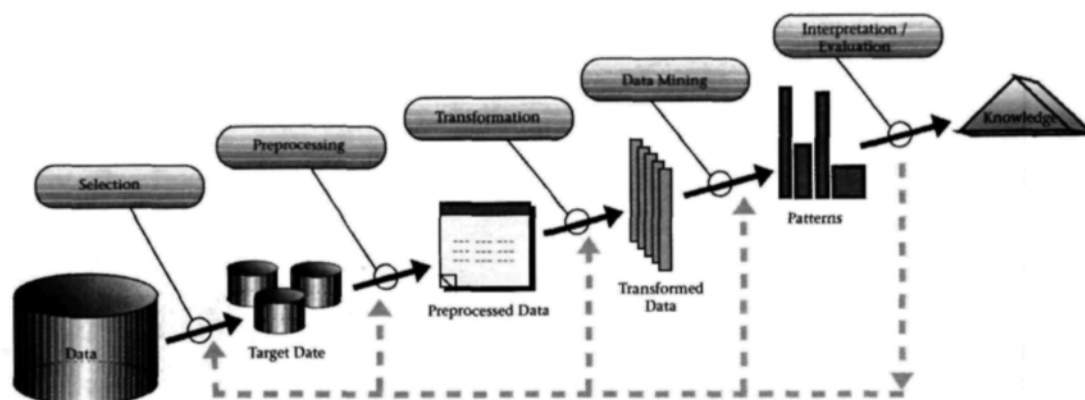 Interpretation /
Evaluation
Data Mining
Transformation
Preprocessing
Selection
Knowledge
Patterns
Transformed
Data
Preprocessed Data
Target Date
Data